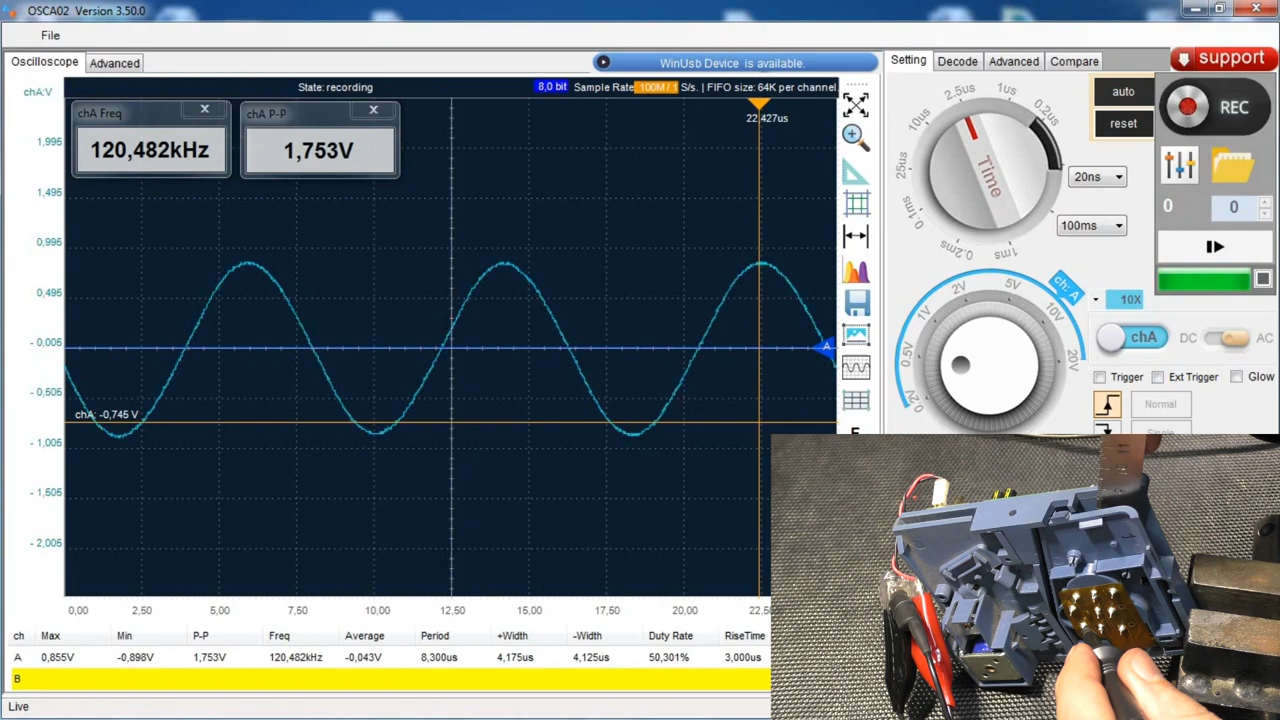 OSCA02 Version 3.50.0
File
Oscilloscope Advanced
WinUsb Device is available.
Setting Decode Advanced Compare
support
chA:V
State: recording
8,0 bit Sample Rate 100M / 1 S/s. | FIFO size: 64K per channel.
chA Freq X
120,482kHz
chA P-P X
1,753V
22,427us
1,995
1,495
0,995
0,495
- 0,005
- 0,506
- 1,005
- 1,506
- 2,005
chA: -0,745 V
A
0,00 2,50 5,00 7,50 10,00 12,50 15,00 17,50 20,00 22,5
ch Max Min P-P Freq Average Period +Width -Width Duty Rate RiseTime
A 0,855V -0,898V 1,753V 120,482kHz -0,043V 8,300us 4,175us 4,125us 50,301% 3,000us
B
Live
Time
0.2us
1us
2.5us
10us
25us
0.1ms
0.2ms
1ms
auto
reset
20ns
100ms
REC
0 0
0.2V
0.5V
1V
2V
5V
10V
20V
ch: A
10X
chA DC AC
Trigger Ext Trigger Glow
Normal